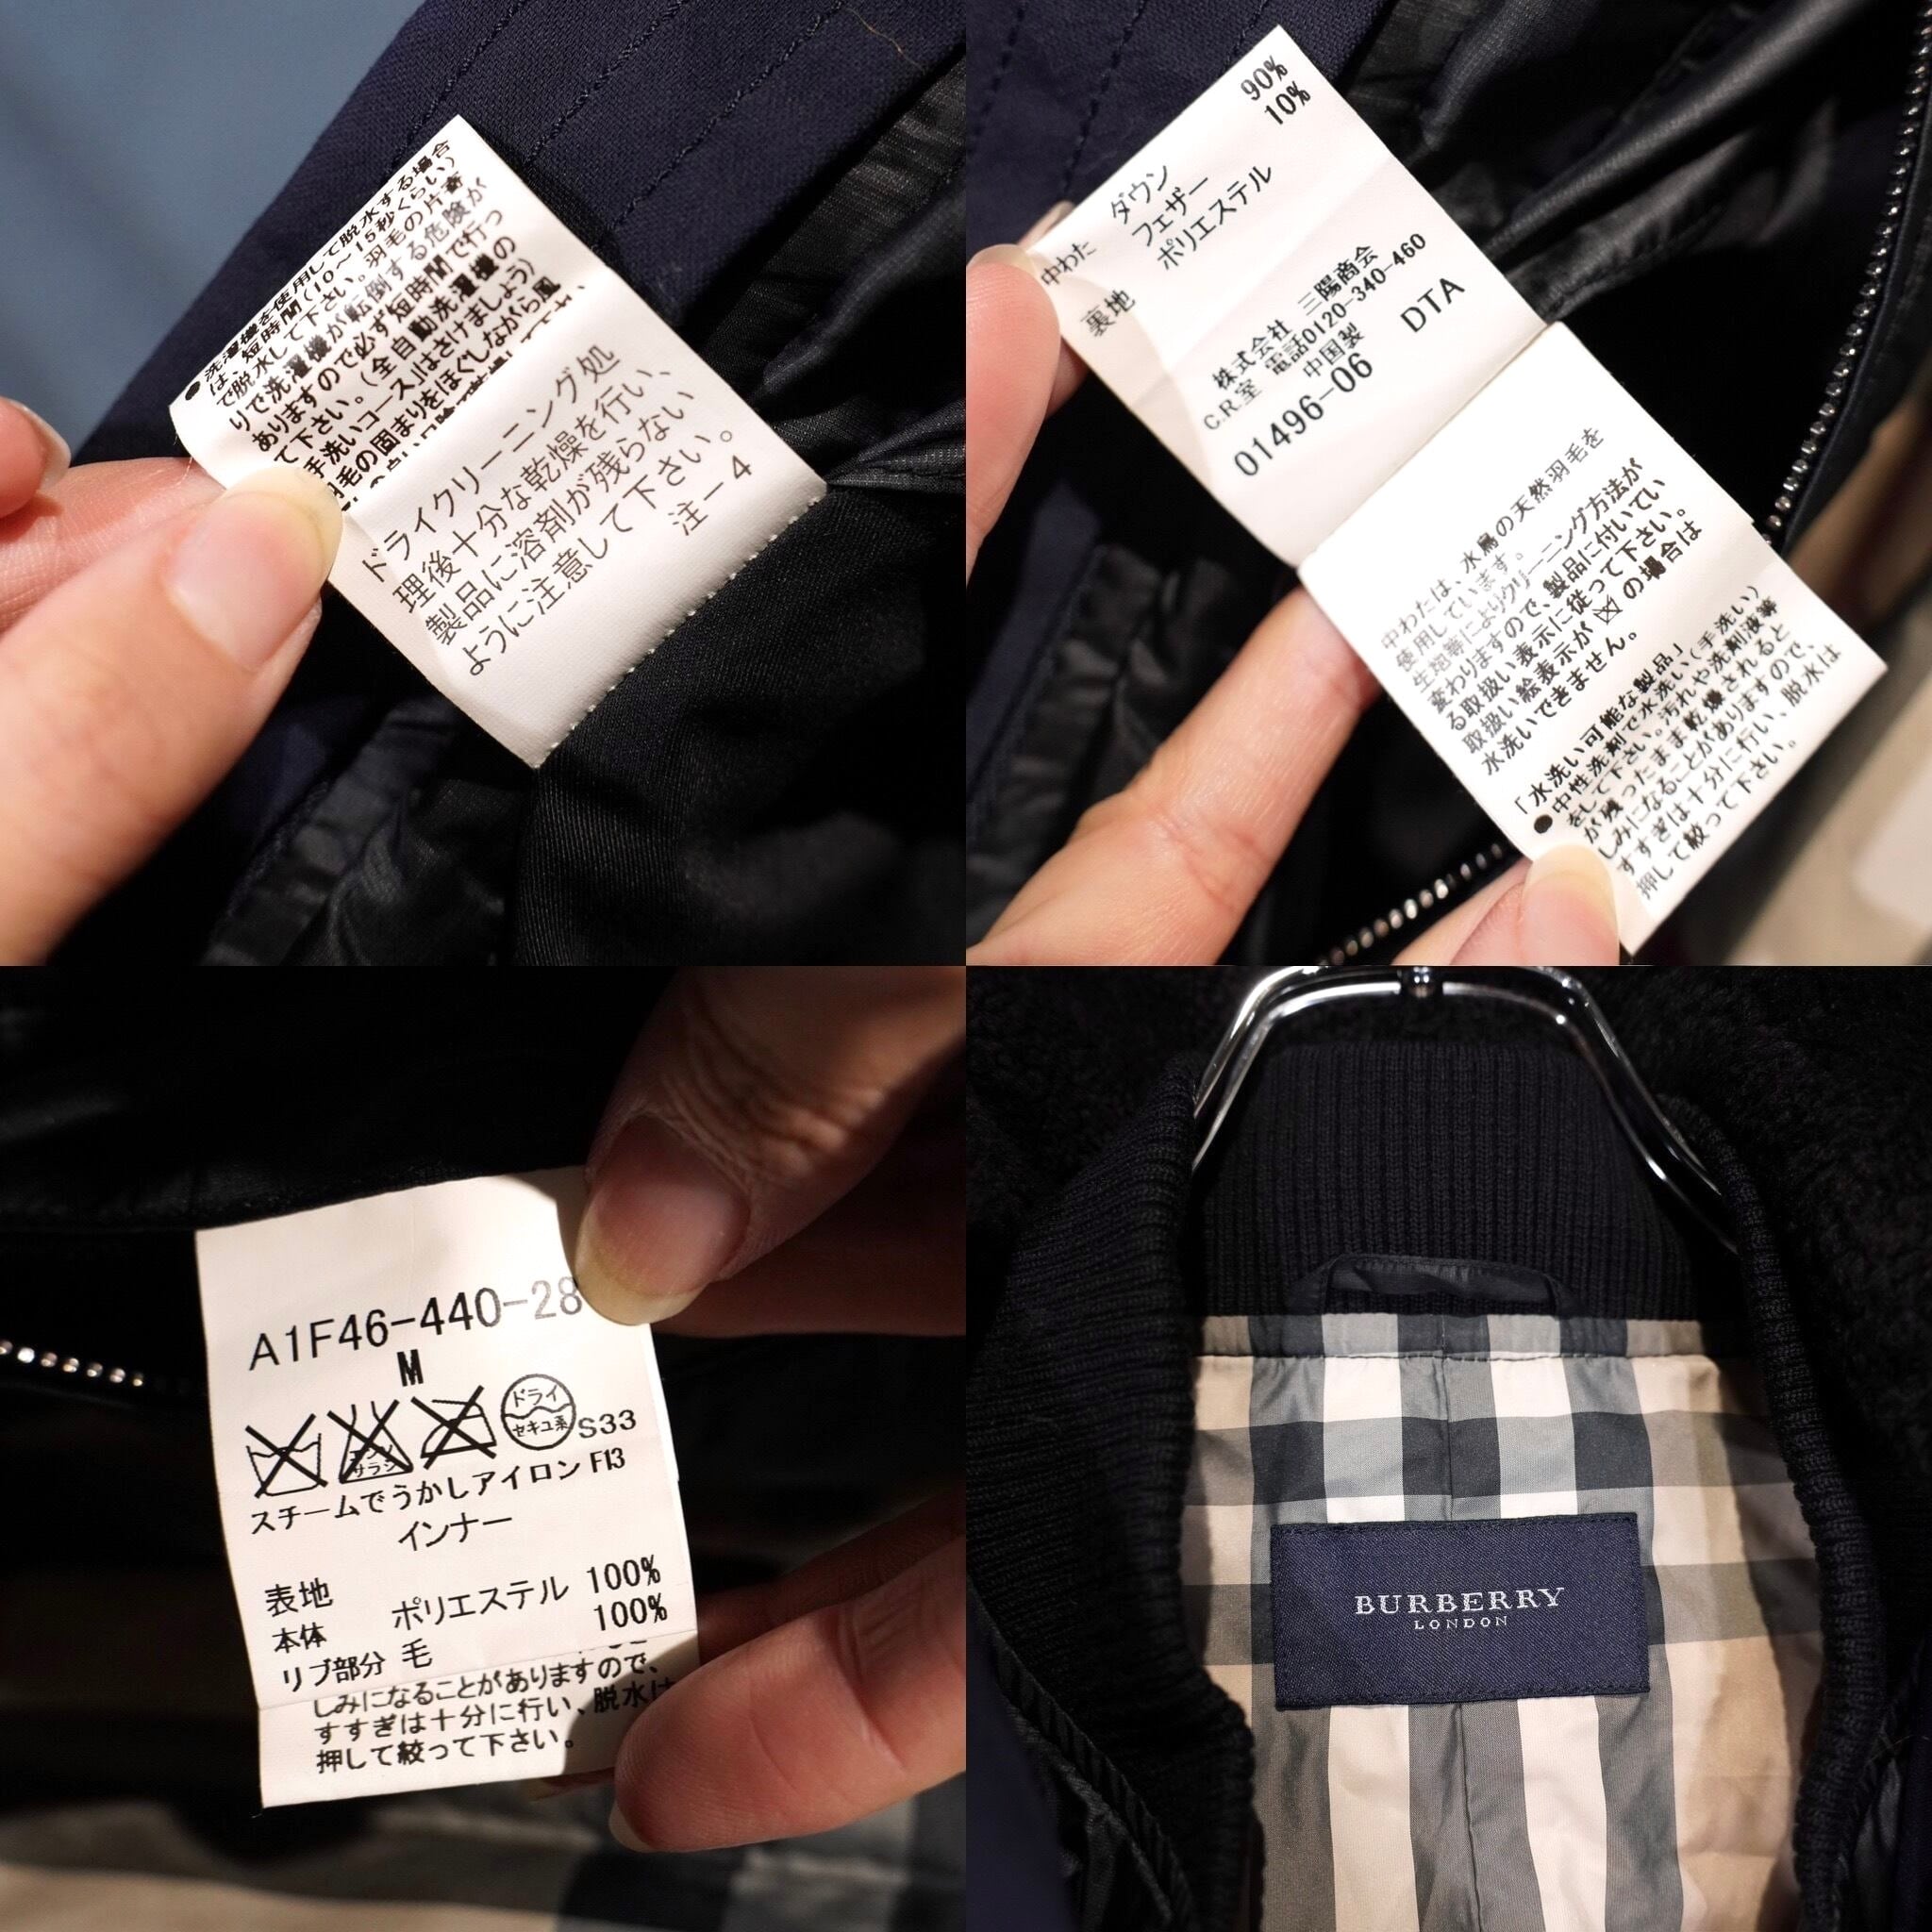 ●洗濯機を使用して脱水する場合
は、短時間(10～15秒くらい)
で脱水して下さい。羽毛の片寄
りで洗濯機が転倒する危険が
ありますので必ず短時間で行っ
て下さい。(全自動洗濯機の
手洗いコース」はさけましょう)
羽毛の固まりをほぐしながら風
ドライクリーニング処
理後十分な乾燥を行い、
製品に溶剤が残らない
ように注意して下さい。
注－4
90%
10%
中わた ダウン
フェザー
裏地 ポリエステル
株式会社 三陽商会
C.R.室 電話0120-340-460
中国製
01496-06 DTA
中わたは、水鳥の天然羽毛を
使用しています。
生地等によりクリーニング方法が
変わりますので、製品に付いてい
る取扱い表示に従って下さい。
取扱い絵表示が の場合は
水洗いできません。
「水洗い可能な製品」
●中性洗剤で水洗い(手洗い)
をして下さい。汚れや洗剤液等
が残ったまま乾燥されると
しみになることがありますので、
すすぎは十分に行い、脱水は
押して絞って下さい。
A1F46-440-28
M
エンソ
サラシ
ドライ
セキユ系
S33
スチームでうかしアイロン F13
インナー
表地
本体 ポリエステル 100%
リブ部分 毛 100%
しみになることがありますので、
すすぎは十分に行い、脱水は
押して絞って下さい。
BURBERRY
LONDON